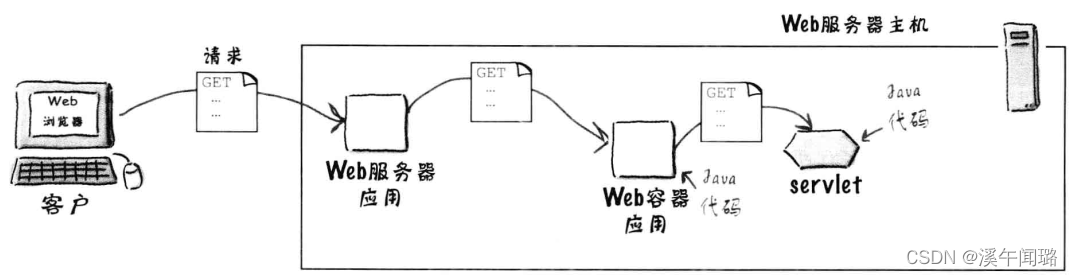 Web服务器主机
请求
GET
...
...
GET
...
...
GET
...
...
Web
浏览器
客户
Web服务器
应用
Web容器
应用
Java
代码
servlet
Java
代码
CSDN @溪午闻璐